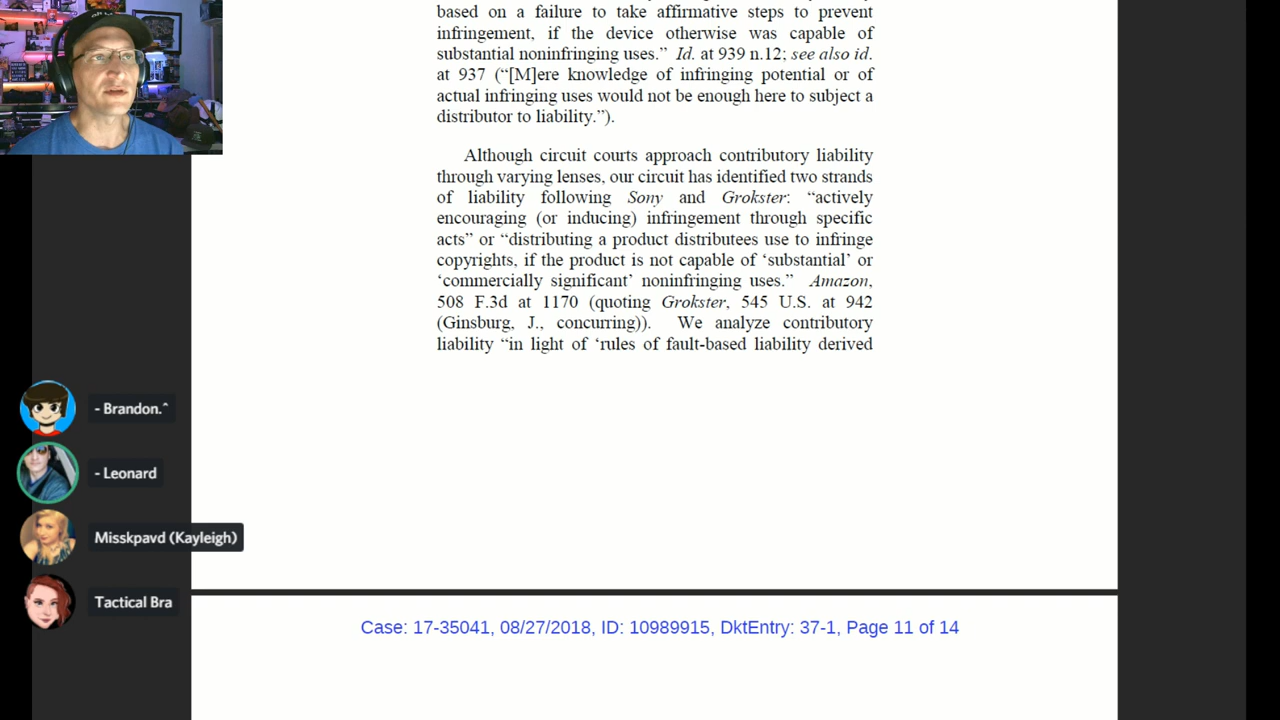 based on a failure to take affirmative steps to prevent
infringement, if the device otherwise was capable of
substantial noninfringing uses.” Id. at 939 n.12; see also id.
at 937 (“[M]ere knowledge of infringing potential or of
actual infringing uses would not be enough here to subject a
distributor to liability.”).
Although circuit courts approach contributory liability
through varying lenses, our circuit has identified two strands
of liability following Sony and Grokster: “actively
encouraging (or inducing) infringement through specific
acts” or “distributing a product distributees use to infringe
copyrights, if the product is not capable of ‘substantial’ or
‘commercially significant’ noninfringing uses.” Amazon,
508 F.3d at 1170 (quoting Grokster, 545 U.S. at 942
(Ginsburg, J., concurring)). We analyze contributory
liability “in light of ‘rules of fault-based liability derived
- Brandon.^
- Leonard
Misskpavd (Kayleigh)
Tactical Bra
Case: 17-35041, 08/27/2018, ID: 10989915, DktEntry: 37-1, Page 11 of 14